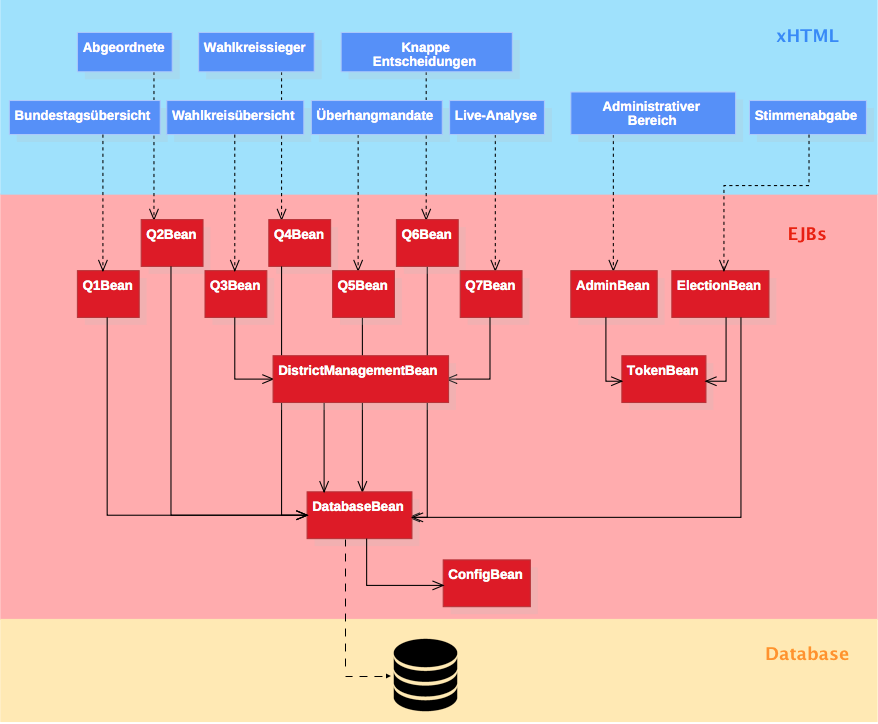 xHTML
Abgeordnete
Wahlkreissieger
Knappe
Entscheidungen
Bundestagsübersicht
Wahlkreisübersicht
Überhangmandate
Live-Analyse
Administrativer
Bereich
Stimmenabgabe
EJBs
Q2Bean
Q4Bean
Q6Bean
Q1Bean
Q3Bean
Q5Bean
Q7Bean
AdminBean
ElectionBean
DistrictManagementBean
TokenBean
DatabaseBean
ConfigBean
Database